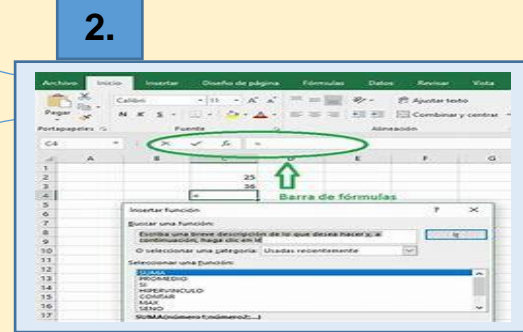 2.
Archivo Inicio Insertar Diseño de página Fórmulas Datos Revisar Vista
Calibri 11 A A Ajustar texto
Pegar N K S Combinar y centrar
Portapapeles Fuente Alineación
C4 fx =
A B C D E F G
1
2 25
3 36
4 =
5 Barra de fórmulas
6 Insertar función ? ×
7 Buscar una función:
8 Escriba una breve descripción de lo que desea hacer y, a
9 continuación, haga clic en Ir Ir
10 O seleccionar una categoría: Usadas recientemente
11 Seleccionar una función:
12 SUMA
13 PROMEDIO
SI
14 HIPERVINCULO
15 CONTAR
MAX
16 SENO
17 SUMA(número1;número2;...)